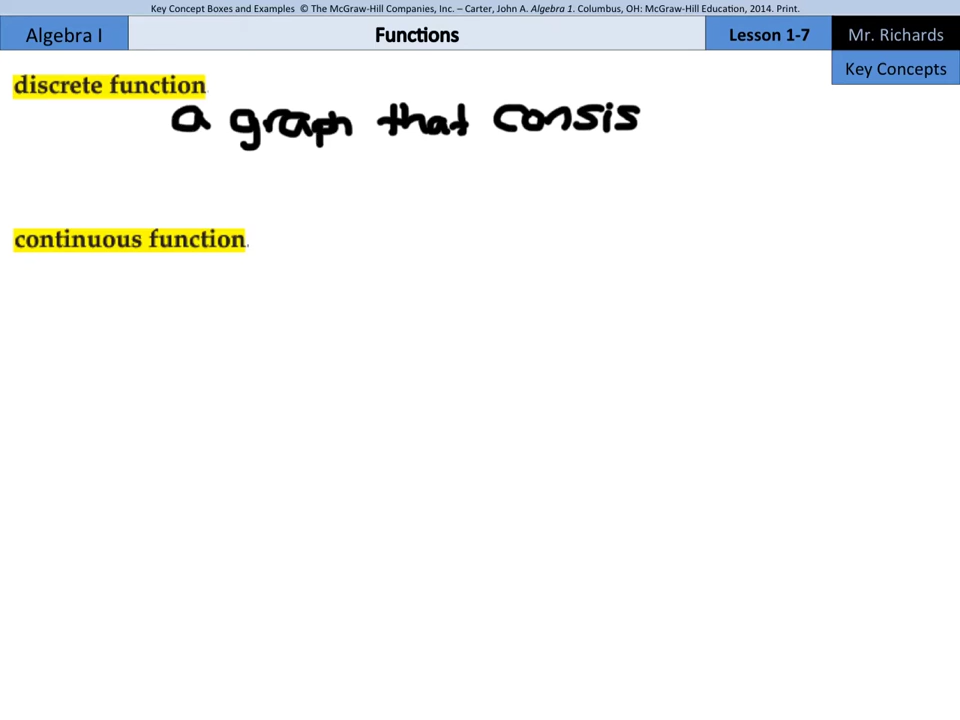 Key Concept Boxes and Examples © The McGraw-Hill Companies, Inc. – Carter, John A. Algebra 1. Columbus, OH: McGraw-Hill Education, 2014. Print.
Algebra I
Functions
Lesson 1-7
Mr. Richards
Key Concepts
discrete function.
a graph that consis
continuous function.